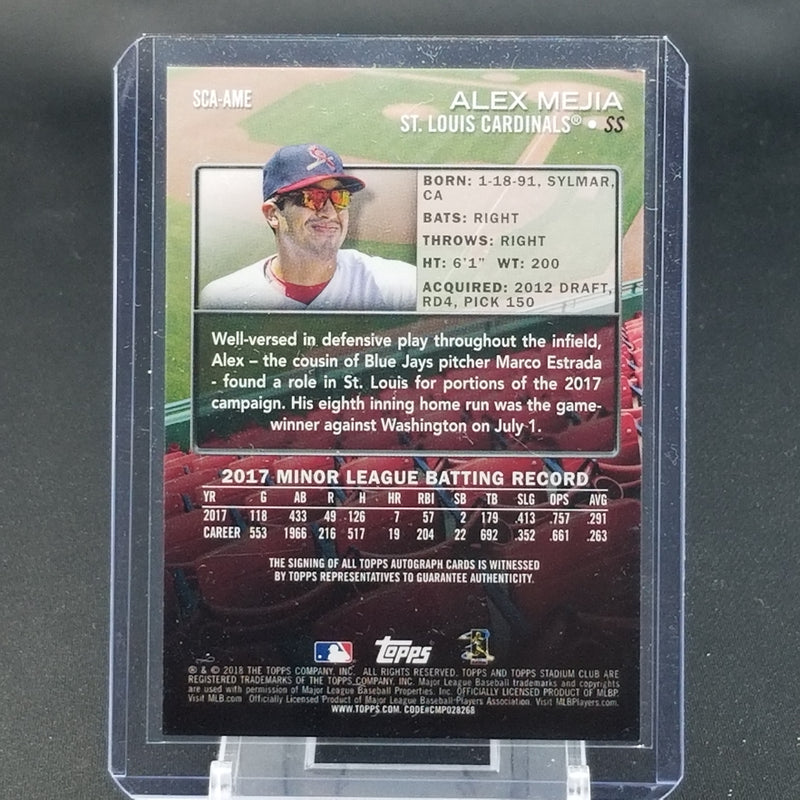 SCA-AME
ALEX MEJIA
ST. LOUIS CARDINALS® • SS
BORN: 1-18-91, SYLMAR,
CA
BATS: RIGHT
THROWS: RIGHT
HT: 6'1" WT: 200
ACQUIRED: 2012 DRAFT,
RD4, PICK 150
Well-versed in defensive play throughout the infield,
Alex – the cousin of Blue Jays pitcher Marco Estrada
- found a role in St. Louis for portions of the 2017
campaign. His eighth inning home run was the game-
winner against Washington on July 1.
2017 MINOR LEAGUE BATTING RECORD
YR G AB R H HR RBI SB TB SLG OPS AVG
2017 118 433 49 126 7 57 2 179 .413 .757 .291
CAREER 553 1966 216 517 19 204 22 692 .352 .661 .263
THE SIGNING OF ALL TOPPS AUTOGRAPH CARDS IS WITNESSED
BY TOPPS REPRESENTATIVES TO GUARANTEE AUTHENTICITY.
Topps
® & © 2018 THE TOPPS COMPANY, INC. ALL RIGHTS RESERVED. TOPPS AND TOPPS STADIUM CLUB ARE
REGISTERED TRADEMARKS OF THE TOPPS COMPANY, INC. Major League Baseball trademarks and copyrights
are used with permission of Major League Baseball Properties, Inc. OFFICIALLY LICENSED PRODUCT OF MLBP.
Visit MLB.com Officially Licensed Product of Major League Baseball Players Association. Visit MLBPlayers.com.
WWW.TOPPS.COM. CODE#CMP028268